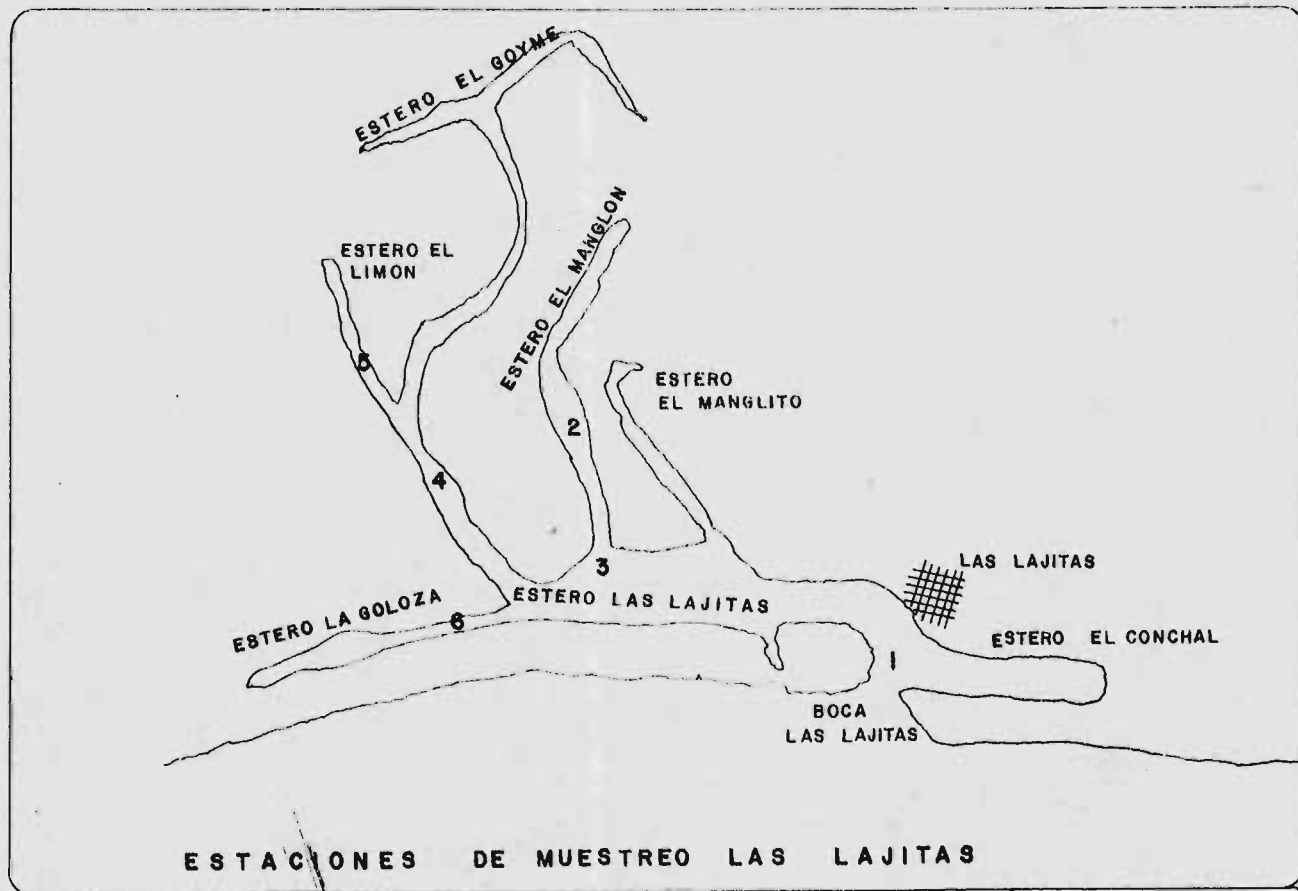 ESTERO EL GOYME
ESTERO EL
LIMON
ESTERO EL MANGLON
ESTERO
EL MANGLITO
5
2
4
3
LAS LAJITAS
ESTERO LAS LAJITAS
ESTERO LA GOLOZA
6
ESTERO EL CONCHAL
1
BOCA
LAS LAJITAS
ESTACIONES DE MUESTREO LAS LAJITAS